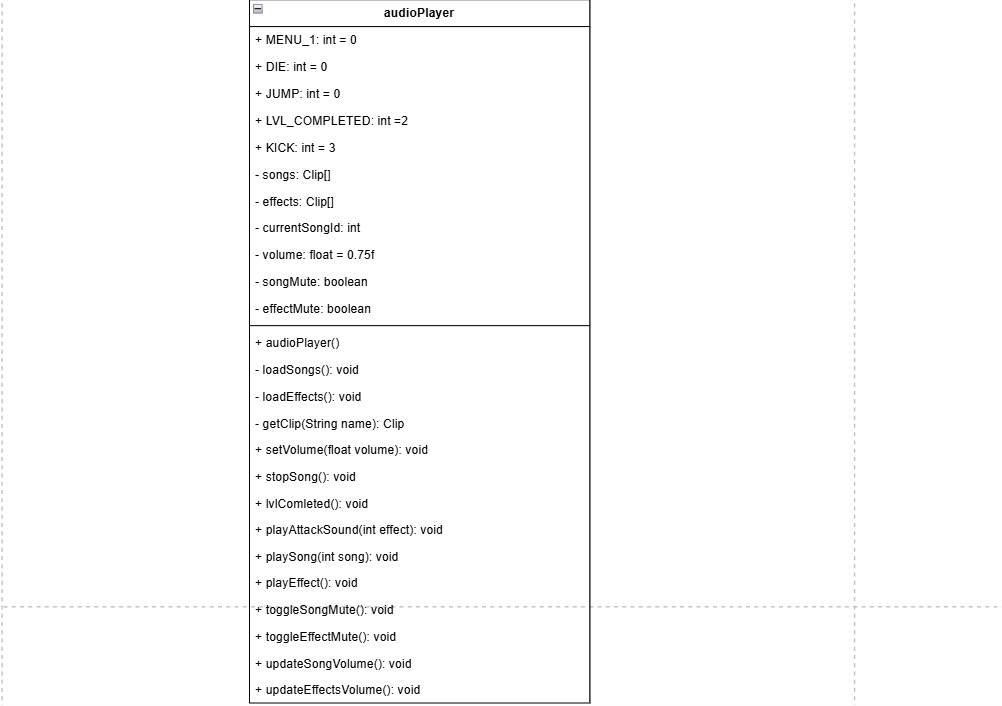 audioPlayer
+ MENU_1: int = 0
+ DIE: int = 0
+ JUMP: int = 0
+ LVL_COMPLETED: int =2
+ KICK: int = 3
- songs: Clip[]
- effects: Clip[]
- currentSongId: int
- volume: float = 0.75f
- songMute: boolean
- effectMute: boolean
+ audioPlayer()
- loadSongs(): void
- loadEffects(): void
- getClip(String name): Clip
+ setVolume(float volume): void
+ stopSong(): void
+ lvlComleted(): void
+ playAttackSound(int effect): void
+ playSong(int song): void
+ playEffect(): void
+ toggleSongMute(): void
+ toggleEffectMute(): void
+ updateSongVolume(): void
+ updateEffectsVolume(): void